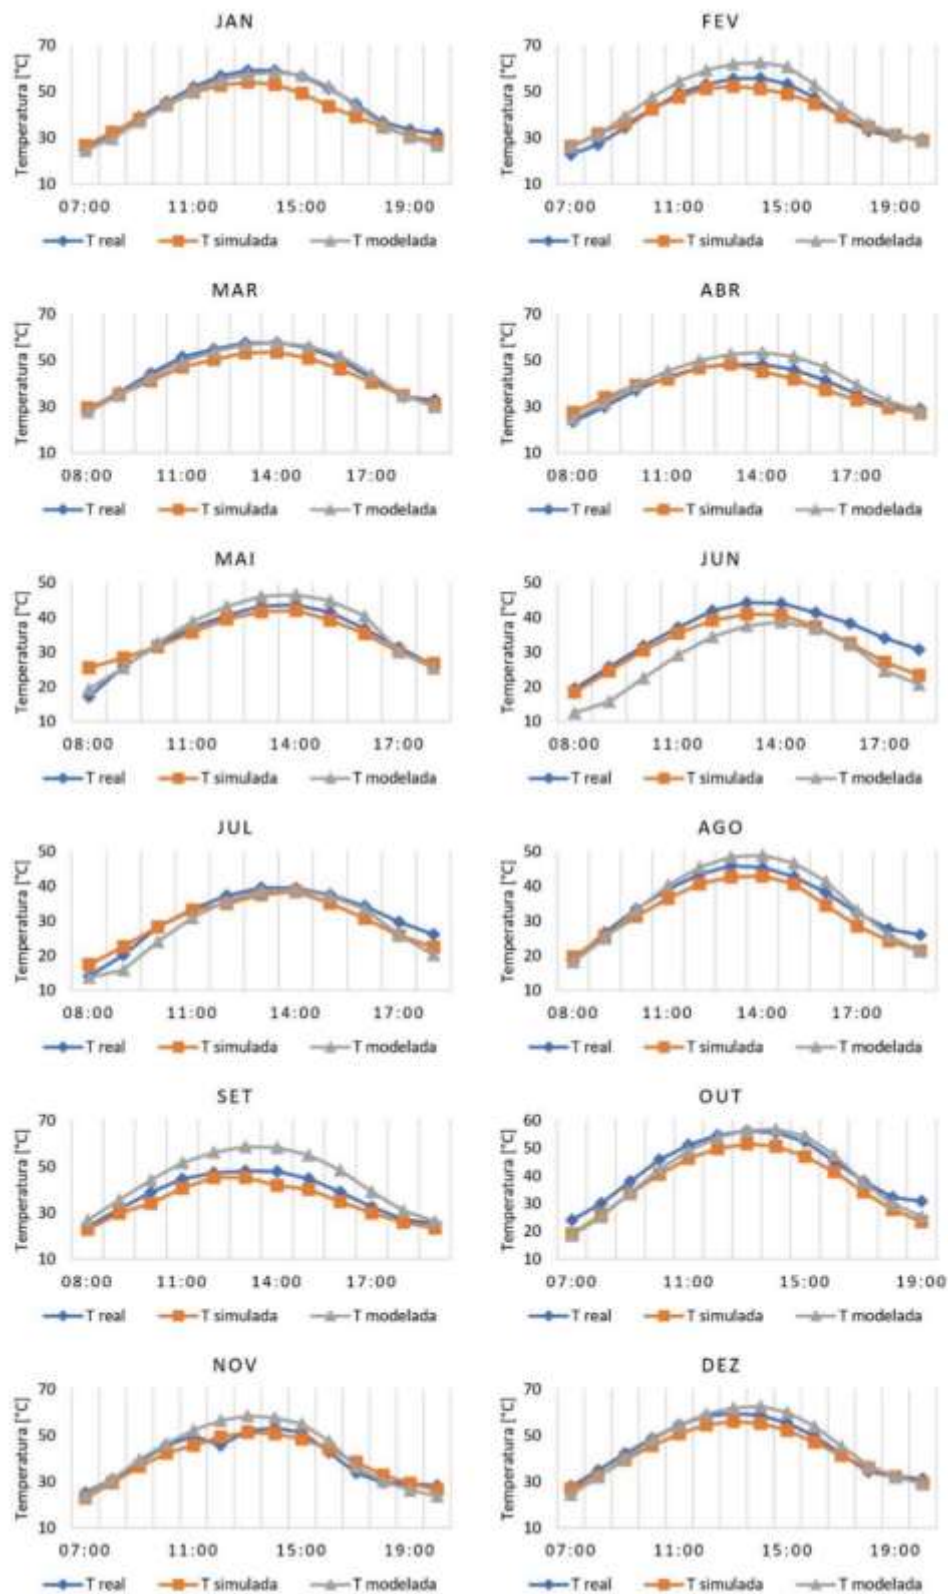 JAN
Temperatura [°C]
70
50
30
10
07:00 11:00 15:00 19:00
T real T simulada T modelada
FEV
Temperatura [°C]
70
50
30
10
07:00 11:00 15:00 19:00
T real T simulada T modelada
MAR
Temperatura [°C]
70
50
30
10
08:00 11:00 14:00 17:00
T real T simulada T modelada
ABR
Temperatura [°C]
70
50
30
10
08:00 11:00 14:00 17:00
T real T simulada T modelada
MAI
Temperatura [°C]
50
40
30
20
10
08:00 11:00 14:00 17:00
T real T simulada T modelada
JUN
Temperatura [°C]
50
40
30
20
10
08:00 11:00 14:00 17:00
T real T simulada T modelada
JUL
Temperatura [°C]
50
40
30
20
10
08:00 11:00 14:00 17:00
T real T simulada T modelada
AGO
Temperatura [°C]
50
40
30
20
10
08:00 11:00 14:00 17:00
T real T simulada T modelada
SET
Temperatura [°C]
70
50
30
10
08:00 11:00 14:00 17:00
T real T simulada T modelada
OUT
Temperatura [°C]
60
50
40
30
20
10
07:00 11:00 15:00 19:00
T real T simulada T modelada
NOV
Temperatura [°C]
70
50
30
10
07:00 11:00 15:00 19:00
T real T simulada T modelada
DEZ
Temperatura [°C]
70
50
30
10
07:00 11:00 15:00 19:00
T real T simulada T modelada